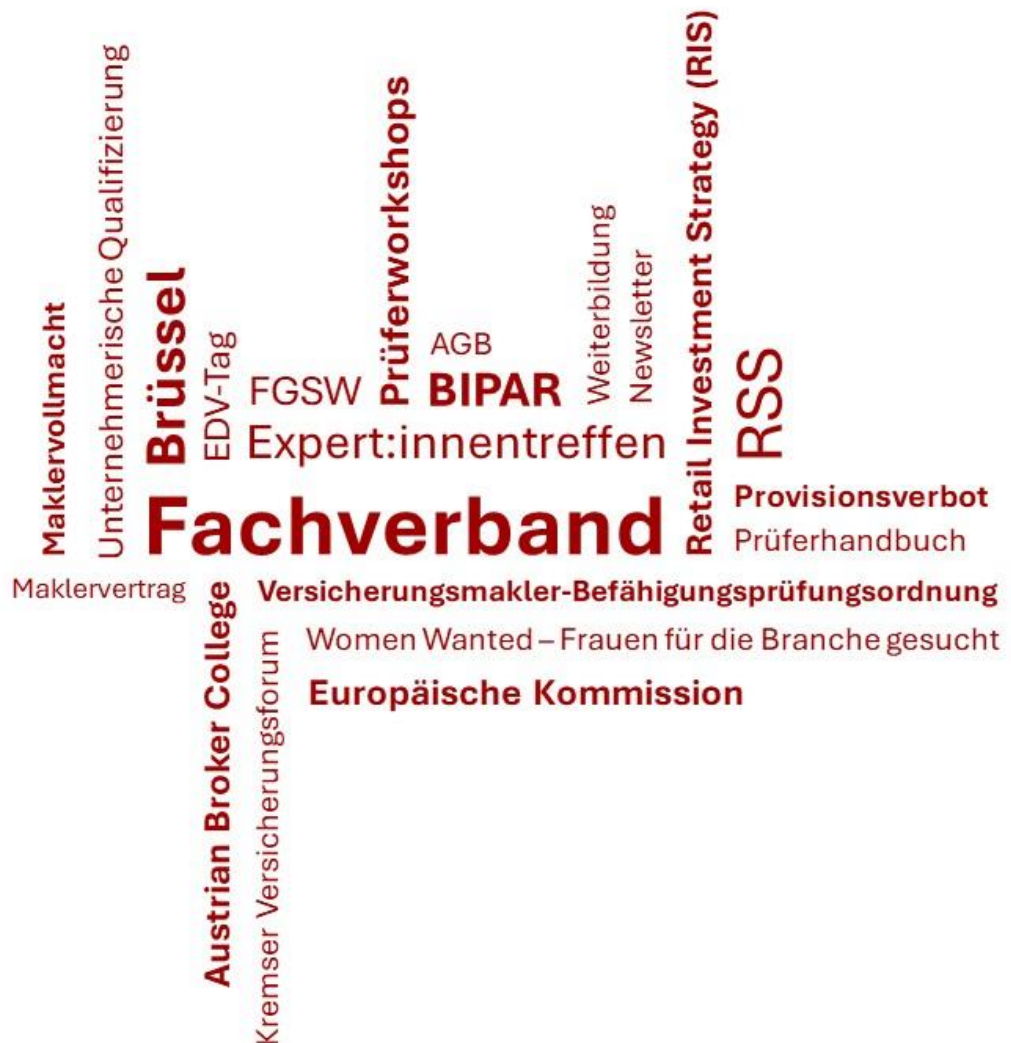 Maklervollmacht
Unternehmerische Qualifizierung
Brüssel
EDV-Tag
FGSW
Prüferworkshops
AGB
BIPAR
Expert:innentreffen
Weiterbildung
Newsletter
Retail Investment Strategy (RIS)
RSS
Fachverband
Provisionsverbot
Prüferhandbuch
Maklervertrag
Versicherungsmakler-Befähigungsprüfungsordnung
Women Wanted – Frauen für die Branche gesucht
Europäische Kommission
Austrian Broker College
Kremser Versicherungsforum